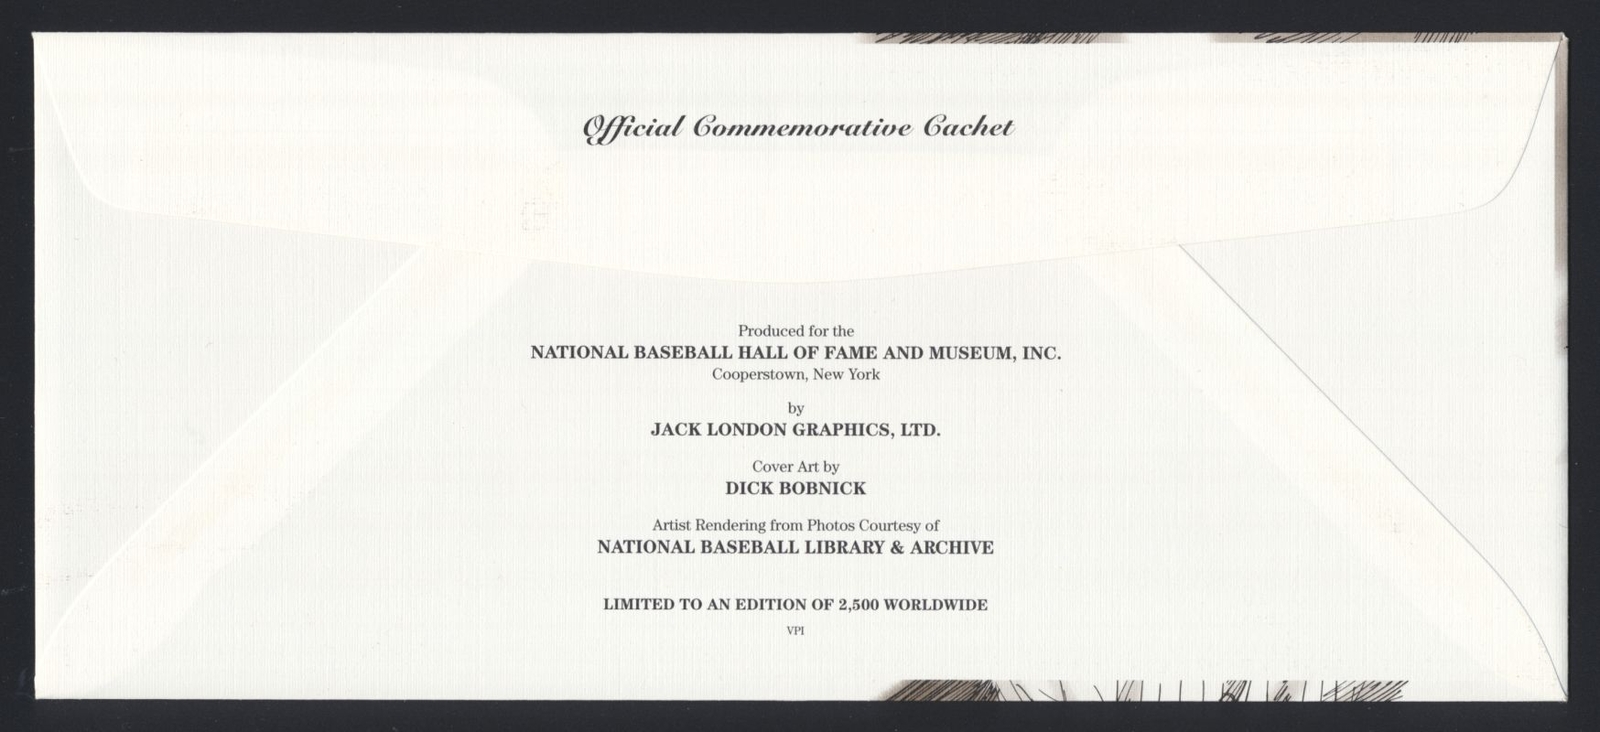 Official Commemorative Cachet
Produced for the
NATIONAL BASEBALL HALL OF FAME AND MUSEUM, INC.
Cooperstown, New York
by
JACK LONDON GRAPHICS, LTD.
Cover Art by
DICK BOBNICK
Artist Rendering from Photos Courtesy of
NATIONAL BASEBALL LIBRARY & ARCHIVE
LIMITED TO AN EDITION OF 2,500 WORLDWIDE
VPI